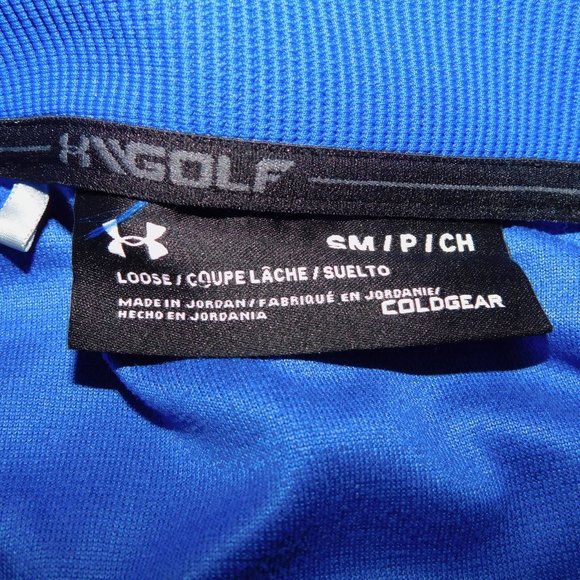 GOLF
SM / P / CH
LOOSE / COUPE LÂCHE / SUELTO
MADE IN JORDAN / FABRIQUÉ EN JORDANIE /
HECHO EN JORDANIA
COLDGEAR